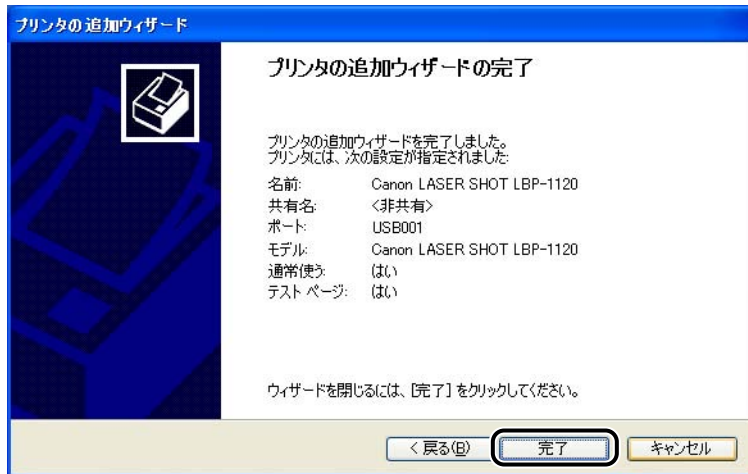 プリンタの追加ウィザード
プリンタの追加ウィザードの完了
プリンタの追加ウィザードを完了しました。
プリンタには、次の設定が指定されました:
名前: Canon LASER SHOT LBP-1120
共有名: <非共有>
ポート: USB001
モデル: Canon LASER SHOT LBP-1120
通常使う: はい
テスト ページ: はい
ウィザードを閉じるには、[完了] をクリックしてください。
< 戻る(B) 完了 キャンセル